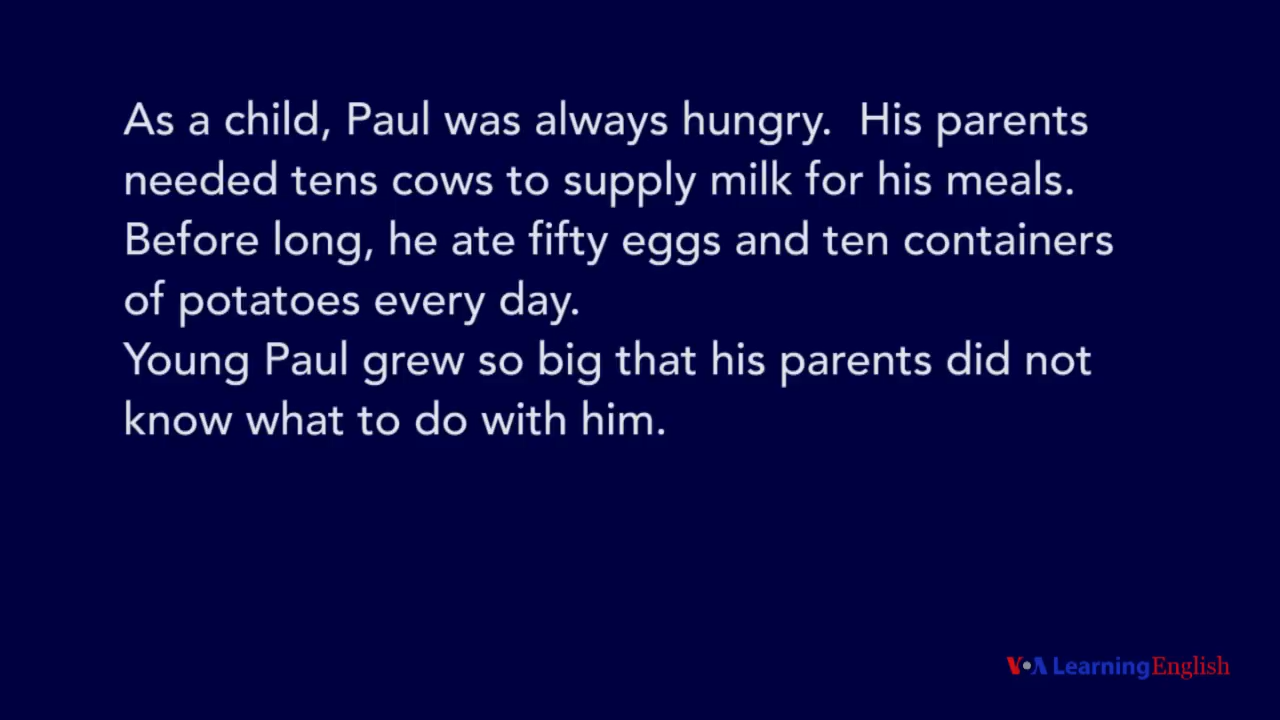 As a child, Paul was always hungry.  His parents
needed tens cows to supply milk for his meals.
Before long, he ate fifty eggs and ten containers
of potatoes every day.
Young Paul grew so big that his parents did not
know what to do with him.
VOA Learning English